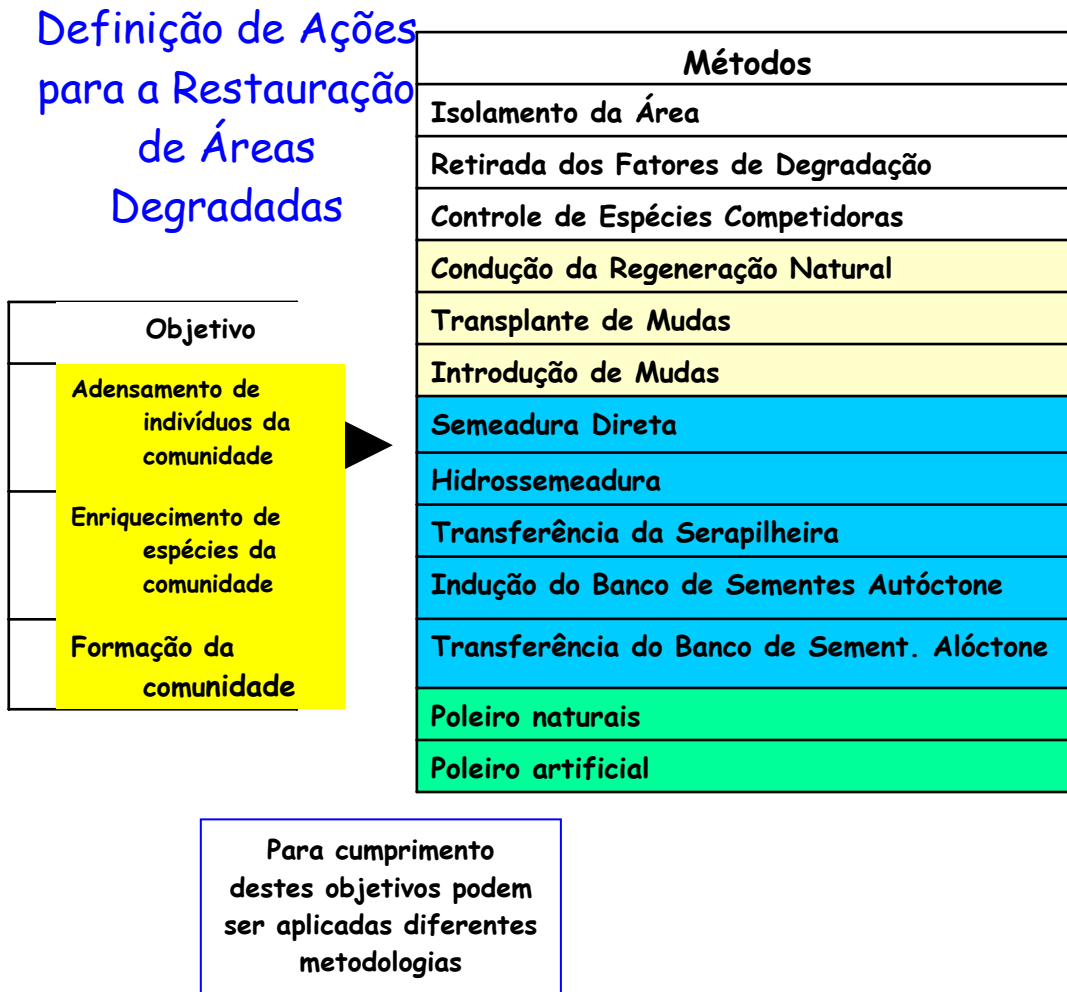 Definição de Ações
para a Restauração
de Áreas
Degradadas
Objetivo
Adensamento de
indivíduos da
comunidade
Enriquecimento de
espécies da
comunidade
Formação da
comunidade
Métodos
Isolamento da Área
Retirada dos Fatores de Degradação
Controle de Espécies Competidoras
Condução da Regeneração Natural
Transplante de Mudas
Introdução de Mudas
Semeadura Direta
Hidrossemeadura
Transferência da Serapilheira
Indução do Banco de Sementes Autóctone
Transferência do Banco de Sement. Alóctone
Poleiro naturais
Poleiro artificial
Para cumprimento
destes objetivos podem
ser aplicadas diferentes
metodologias